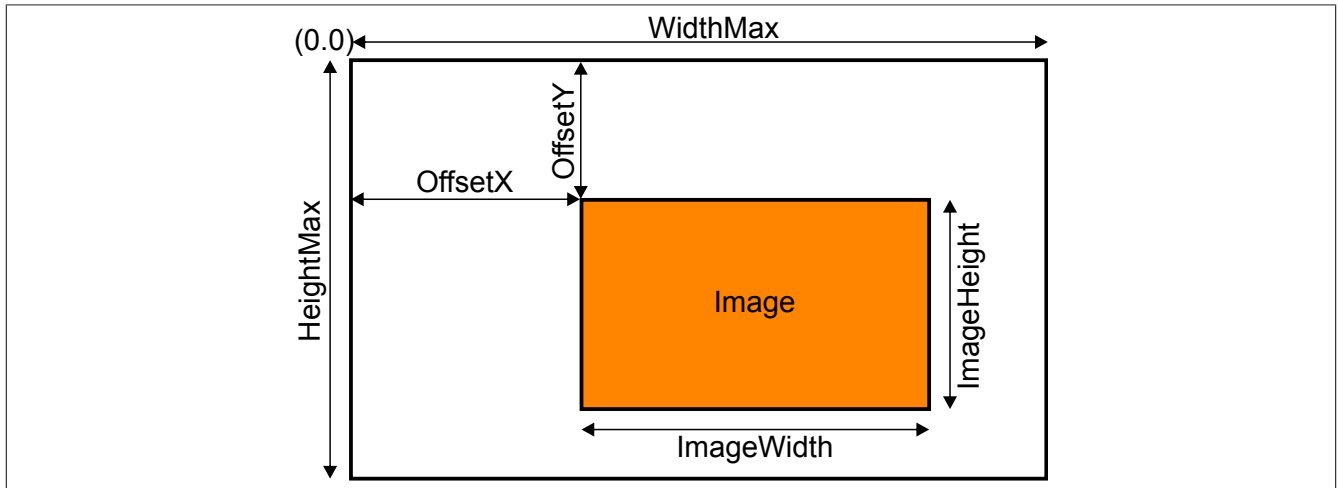 WidthMax
(0.0)
OffsetY
OffsetX
HeightMax
ImageHeight
Image
ImageWidth